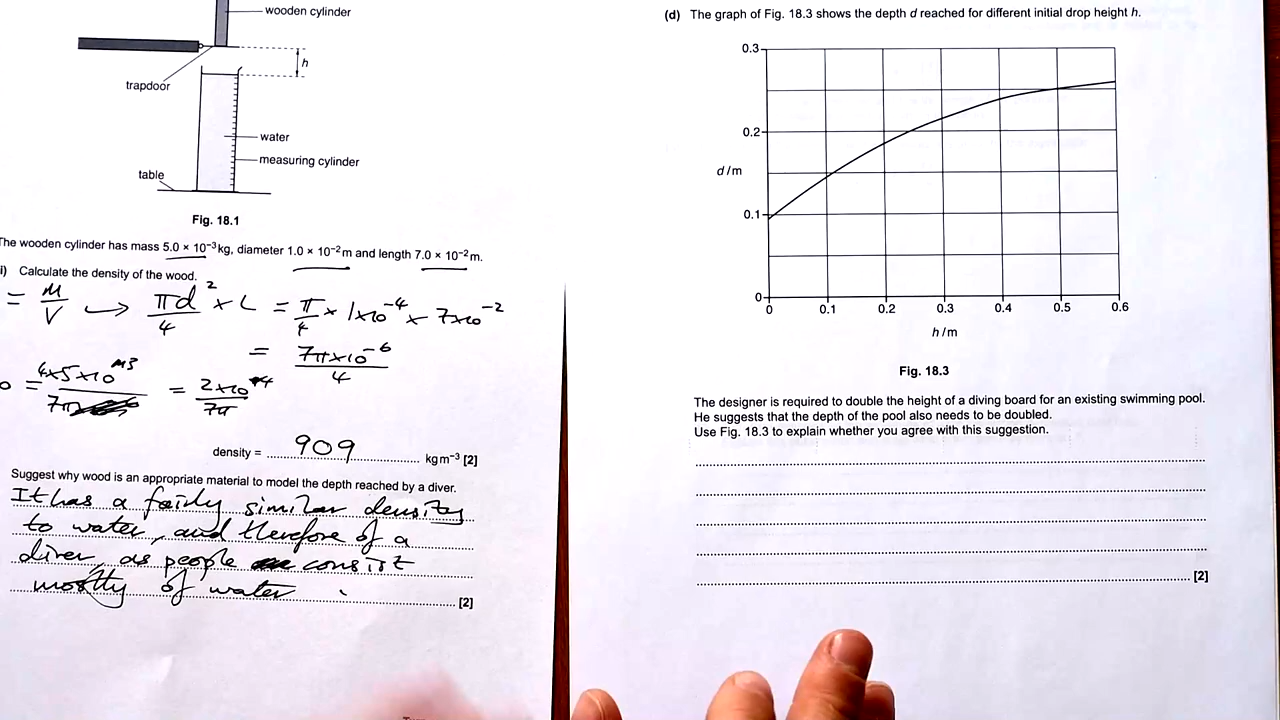 wooden cylinder
h
trapdoor
water
measuring cylinder
table
Fig. 18.1
The wooden cylinder has mass 5.0 × 10⁻³ kg, diameter 1.0 × 10⁻² m and length 7.0 × 10⁻² m.
i) Calculate the density of the wood.
= M/V → πd²/4 × L = π/4 × 1×10⁻⁴ × 7×10⁻²
= 7π×10⁻⁶/4
= 2×10⁴/7π
density = 909 kg m⁻³ [2]
Suggest why wood is an appropriate material to model the depth reached by a diver.
It has a fairly similar density
to water, and therefore of a
diver, as people consist
mostly of water.
[2]
(d) The graph of Fig. 18.3 shows the depth d reached for different initial drop height h.
0.3
0.2
d / m
0.1
0
0 0.1 0.2 0.3 0.4 0.5 0.6
h / m
Fig. 18.3
The designer is required to double the height of a diving board for an existing swimming pool.
He suggests that the depth of the pool also needs to be doubled.
Use Fig. 18.3 to explain whether you agree with this suggestion.
[2]